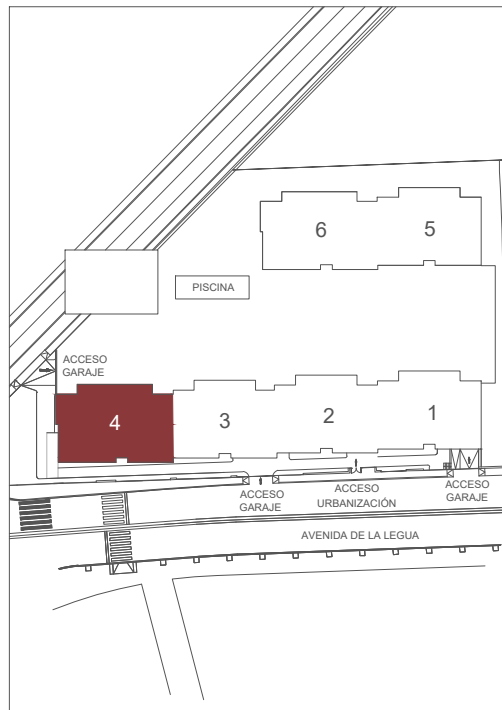 6
5
PISCINA
ACCESO
GARAJE
4
3
2
1
ACCESO
GARAJE
ACCESO
URBANIZACIÓN
ACCESO
GARAJE
AVENIDA DE LA LEGUA